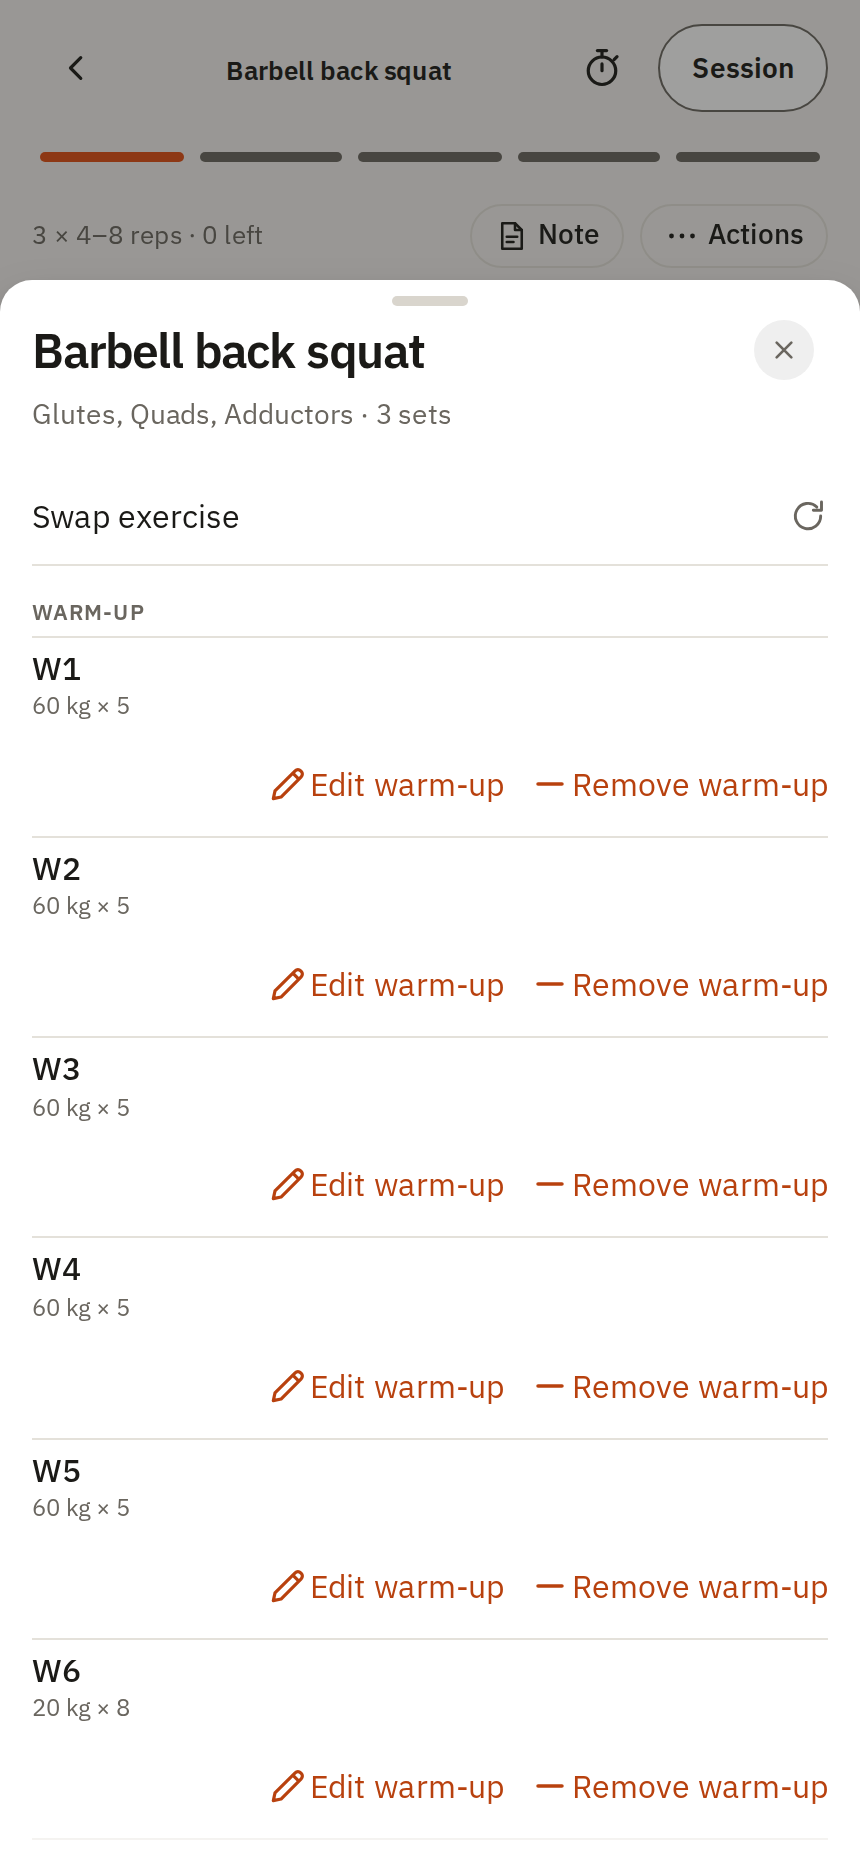 Barbell back squat
Session
3 × 4–8 reps · 0 left
Note
Actions
Barbell back squat
Glutes, Quads, Adductors · 3 sets
Swap exercise
WARM-UP
W1
60 kg × 5
Edit warm-up
Remove warm-up
W2
60 kg × 5
Edit warm-up
Remove warm-up
W3
60 kg × 5
Edit warm-up
Remove warm-up
W4
60 kg × 5
Edit warm-up
Remove warm-up
W5
60 kg × 5
Edit warm-up
Remove warm-up
W6
20 kg × 8
Edit warm-up
Remove warm-up